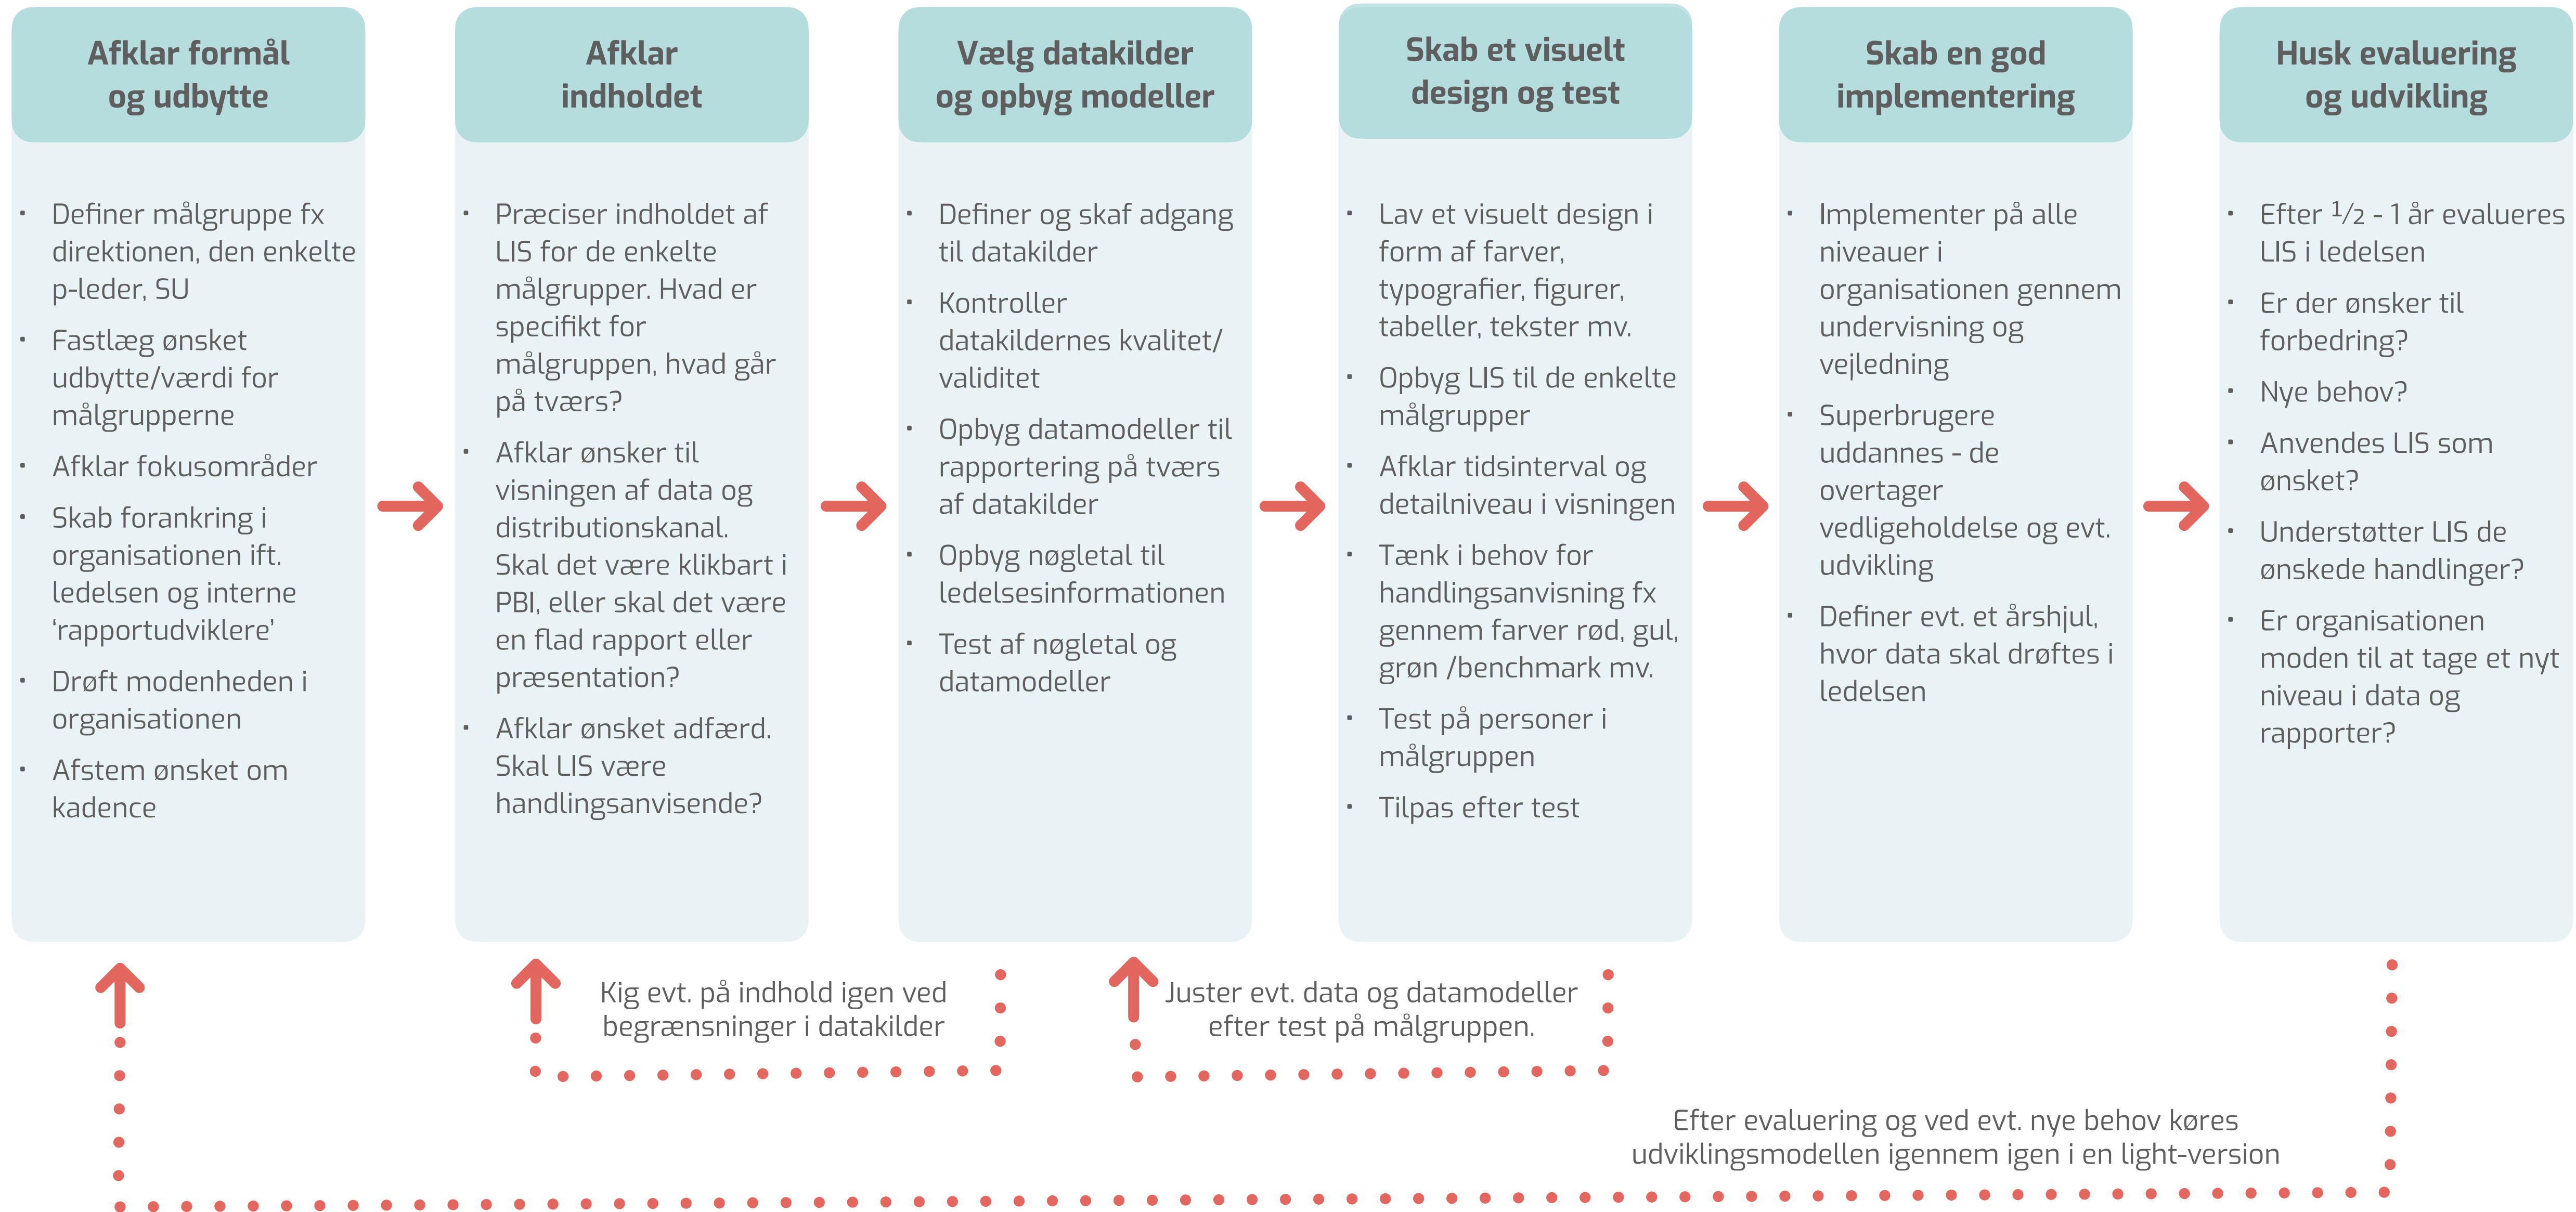 Afklar formål
og udbytte
• Definer målgruppe fx
direktionen, den enkelte
p-leder, SU
• Fastlæg ønsket
udbytte/værdi for
målgrupperne
• Afklar fokusområder
• Skab forankring i
organisationen ift.
ledelsen og interne
‘rapportudviklere’
• Drøft modenheden i
organisationen
• Afstem ønsket om
kadence
Afklar
indholdet
• Præciser indholdet af
LIS for de enkelte
målgrupper. Hvad er
specifikt for
målgruppen, hvad går
på tværs?
• Afklar ønsker til
visningen af data og
distributionskanal.
Skal det være klikbart i
PBI, eller skal det være
en flad rapport eller
præsentation?
• Afklar ønsket adfærd.
Skal LIS være
handlingsanvisende?
Vælg datakilder
og opbyg modeller
• Definer og skaf adgang
til datakilder
• Kontroller
datakildernes kvalitet/
validitet
• Opbyg datamodeller til
rapportering på tværs
af datakilder
• Opbyg nøgletal til
ledelsesinformationen
• Test af nøgletal og
datamodeller
Skab et visuelt
design og test
• Lav et visuelt design i
form af farver,
typografier, figurer,
tabeller, tekster mv.
• Opbyg LIS til de enkelte
målgrupper
• Afklar tidsinterval og
detailniveau i visningen
• Tænk i behov for
handlingsanvisning fx
gennem farver rød, gul,
grøn /benchmark mv.
• Test på personer i
målgruppen
• Tilpas efter test
Skab en god
implementering
• Implementer på alle
niveauer i
organisationen gennem
undervisning og
vejledning
• Superbrugere
uddannes - de
overtager
vedligeholdelse og evt.
udvikling
• Definer evt. et årshjul,
hvor data skal drøftes i
ledelsen
Husk evaluering
og udvikling
• Efter ½ - 1 år evalueres
LIS i ledelsen
• Er der ønsker til
forbedring?
• Nye behov?
• Anvendes LIS som
ønsket?
• Understøtter LIS de
ønskede handlinger?
• Er organisationen
moden til at tage et nyt
niveau i data og
rapporter?
Kig evt. på indhold igen ved
begrænsninger i datakilder
Juster evt. data og datamodeller
efter test på målgruppen.
Efter evaluering og ved evt. nye behov køres
udviklingsmodellen igennem igen i en light-version